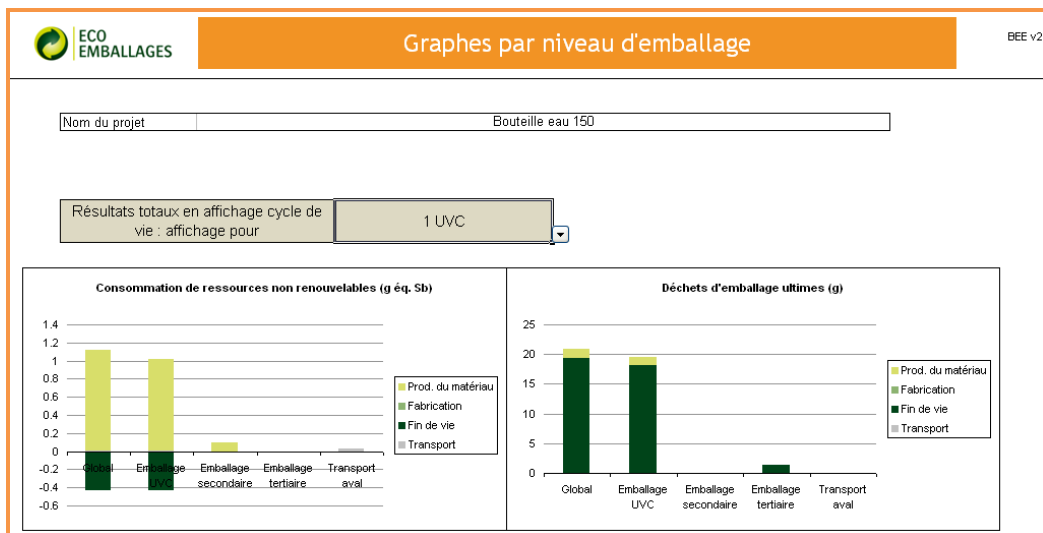 ECO
EMBALLAGES
Graphes par niveau d'emballage
BEE v2
Nom du projet
Bouteille eau 150
Résultats totaux en affichage cycle de
vie : affichage pour
1 UVC
Consommation de ressources non renouvelables (g éq. Sb)
1.4
1.2
1
0.8
0.6
0.4
0.2
0
-0.2
-0.4
-0.6
Global
Emballage
UVC
Emballage
secondaire
Emballage
tertiaire
Transport
aval
Prod. du matériau
Fabrication
Fin de vie
Transport
Déchets d'emballage ultimes (g)
25
20
15
10
5
0
Global
Emballage
UVC
Emballage
secondaire
Emballage
tertiaire
Transport
aval
Prod. du matériau
Fabrication
Fin de vie
Transport